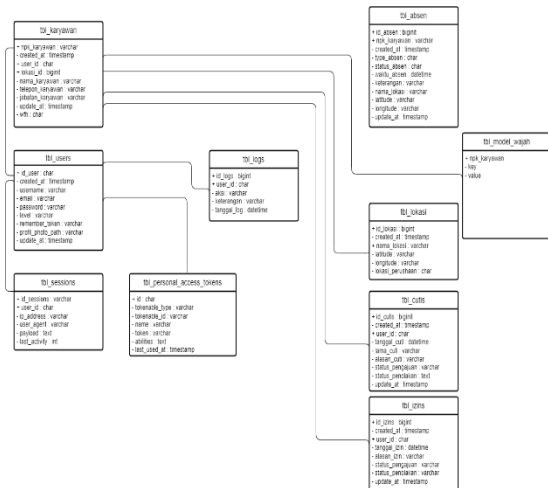 tbl_karyawan
+ npk_karyawan : varchar
- created_at : timestamp
+ user_id : char
+ lokasi_id : bigint
- nama_karyawan : varchar
- telepon_karyawan : varchar
- jabatan_karyawan : varchar
- update_at : timestamp
- wfh : char
tbl_users
+ id_user : char
- created_at : timestamp
- username : varchar
- email : varchar
- password : varchar
- level : varchar
- remember_token : varchar
- profil_photo_path : varchar
- update_at : timestamp
tbl_sessions
+ id_sessions : varchar
+ user_id : char
- ip_address : varchar
- user_agent : varchar
- payload : text
- last_activity : int
tbl_logs
+ id_logs : bigint
+ user_id : char
- aksi : varchar
- keterangan : varchar
- tanggal_log : datetime
tbl_personal_access_tokens
+ id : char
- tokenable_type : varchar
- tokenable_id : varchar
- name : varchar
- token : varchar
- abilities : text
- last_used_at : timestamp
tbl_absen
+ id_absen : bigint
+ npk_karyawan : varchar
- created_at : timestamp
- type_absen : char
- status_absen : char
- waktu_absen : datetime
- keterangan : varchar
- nama_lokasi : varchar
- latitude : varchar
- longitude : varchar
- update_at : timestamp
tbl_model_wajah
+ npk_karyawan
- key
- value
tbl_lokasi
+ id_lokasi : bigint
- created_at : timestamp
+ nama_lokasi : varchar
- latitude : varchar
- longitude : varchar
- lokasi_perushaan : char
tbl_cutis
+ id_cutis : bigint
- created_at : timestamp
+ user_id : char
- tanggal_cuti : datetime
- lama_cuti : varchar
- alasan_cuti : varchar
- status_pengajuan : varchar
- status_penolakan : text
- update_at : timestamp
tbl_izins
+ id_izins : bigint
- created_at : timestamp
+ user_id : char
- tanggal_izin : datetime
- alasan_izin : varchar
- status_pengajuan : varchar
- status_penolakan : varchar
- update_at : timestamp